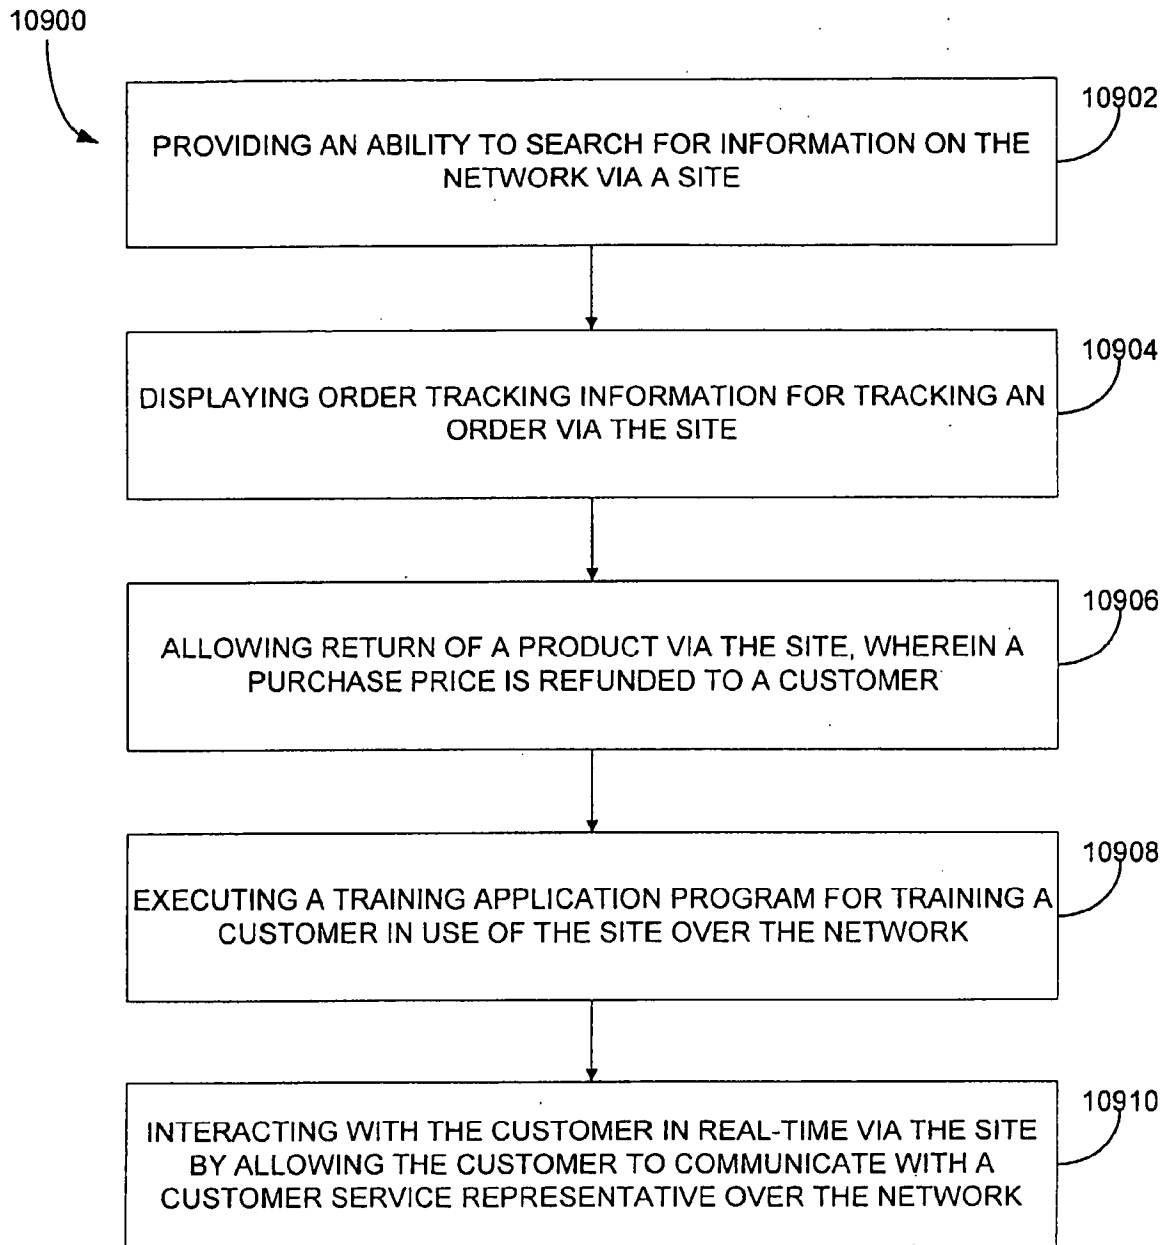 10900
10902
PROVIDING AN ABILITY TO SEARCH FOR INFORMATION ON THE
NETWORK VIA A SITE
10904
DISPLAYING ORDER TRACKING INFORMATION FOR TRACKING AN
ORDER VIA THE SITE
10906
ALLOWING RETURN OF A PRODUCT VIA THE SITE, WHEREIN A
PURCHASE PRICE IS REFUNDED TO A CUSTOMER
10908
EXECUTING A TRAINING APPLICATION PROGRAM FOR TRAINING A
CUSTOMER IN USE OF THE SITE OVER THE NETWORK
10910
INTERACTING WITH THE CUSTOMER IN REAL-TIME VIA THE SITE
BY ALLOWING THE CUSTOMER TO COMMUNICATE WITH A
CUSTOMER SERVICE REPRESENTATIVE OVER THE NETWORK